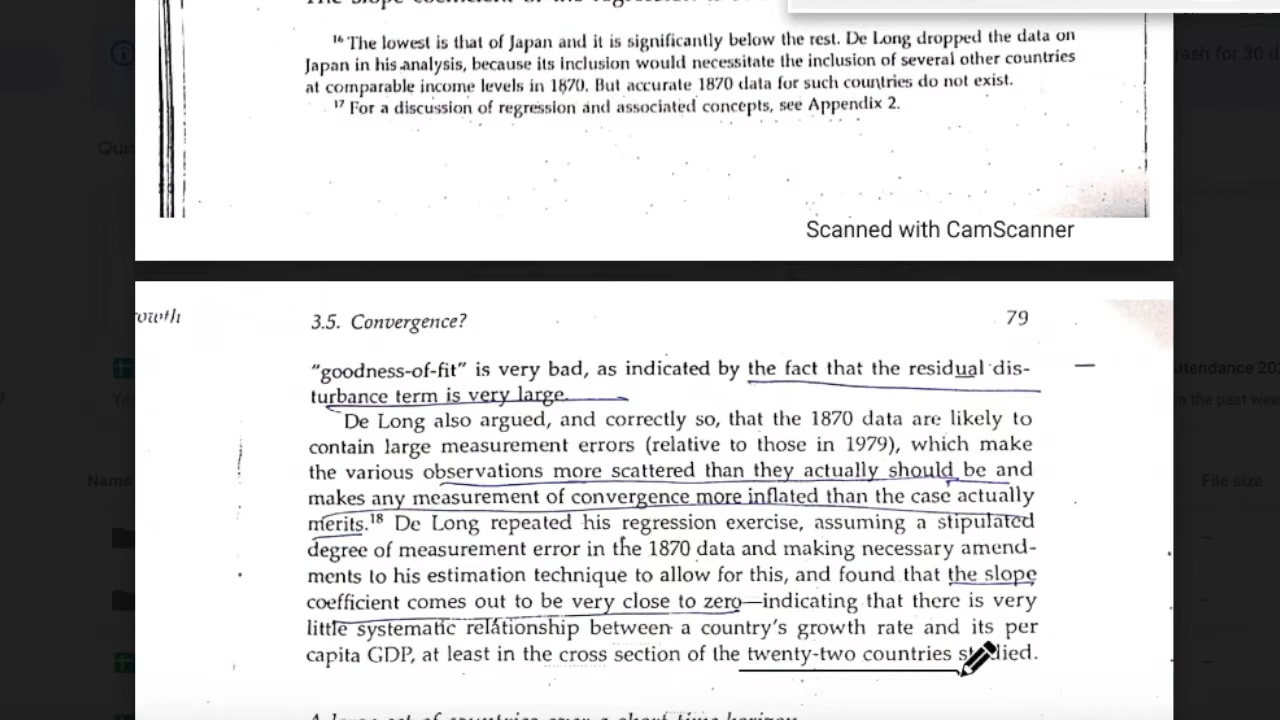 ¹⁶ The lowest is that of Japan and it is significantly below the rest. De Long dropped the data on
Japan in his analysis, because its inclusion would necessitate the inclusion of several other countries
at comparable income levels in 1870. But accurate 1870 data for such countries do not exist.
¹⁷ For a discussion of regression and associated concepts, see Appendix 2.
Scanned with CamScanner
owth
3.5. Convergence?
79
"goodness-of-fit" is very bad, as indicated by the fact that the residual dis-
turbance term is very large.
De Long also argued, and correctly so, that the 1870 data are likely to
contain large measurement errors (relative to those in 1979), which make
the various observations more scattered than they actually should be and
makes any measurement of convergence more inflated than the case actually
merits.¹⁸ De Long repeated his regression exercise, assuming a stipulated
degree of measurement error in the 1870 data and making necessary amend-
ments to his estimation technique to allow for this, and found that the slope
coefficient comes out to be very close to zero—indicating that there is very
little systematic relationship between a country's growth rate and its per
capita GDP, at least in the cross section of the twenty-two countries st died.
Name
File size